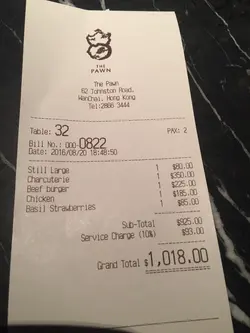 THE
PAWN
The Pawn
62 Johnston Road,
WanChai, Hong Kong
Tel:2866 3444
Table: 32 PAX: 2
Bill No.: 000-0822
Date: 2016/08/20 18:48:50
Still Large 1 $80.00
Charcuterie 1 $350.00
Beef burger 1 $225.00
Chicken 1 $185.00
Basil Strawberries 1 $85.00
Sub-Total $925.00
Service Charge (10%) $93.00
Grand Total $1,018.00